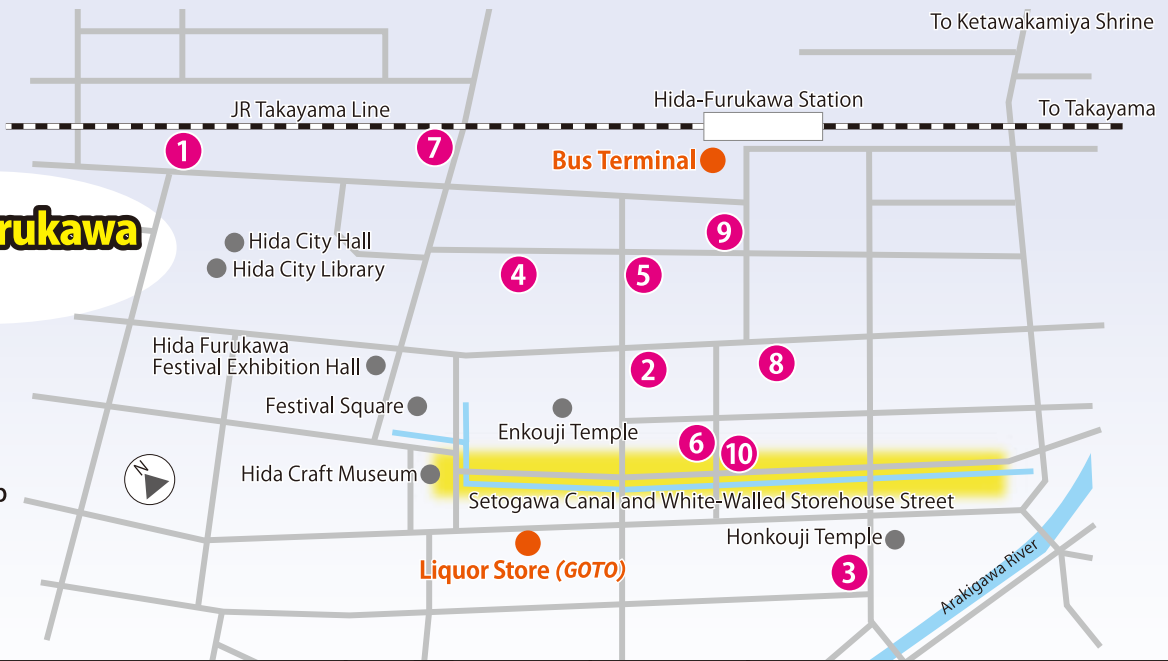 To Ketawakamiya Shrine
Hida-Furukawa Station
JR Takayama Line
To Takayama
1
7
Bus Terminal
rukawa
9
Hida City Hall
Hida City Library
4
5
Hida Furukawa
Festival Exhibition Hall
2
8
Festival Square
Enkouji Temple
6
10
N
Hida Craft Museum
Setogawa Canal and White-Walled Storehouse Street
Honkouji Temple
Liquor Store (GOTO)
3
Arakigawa River